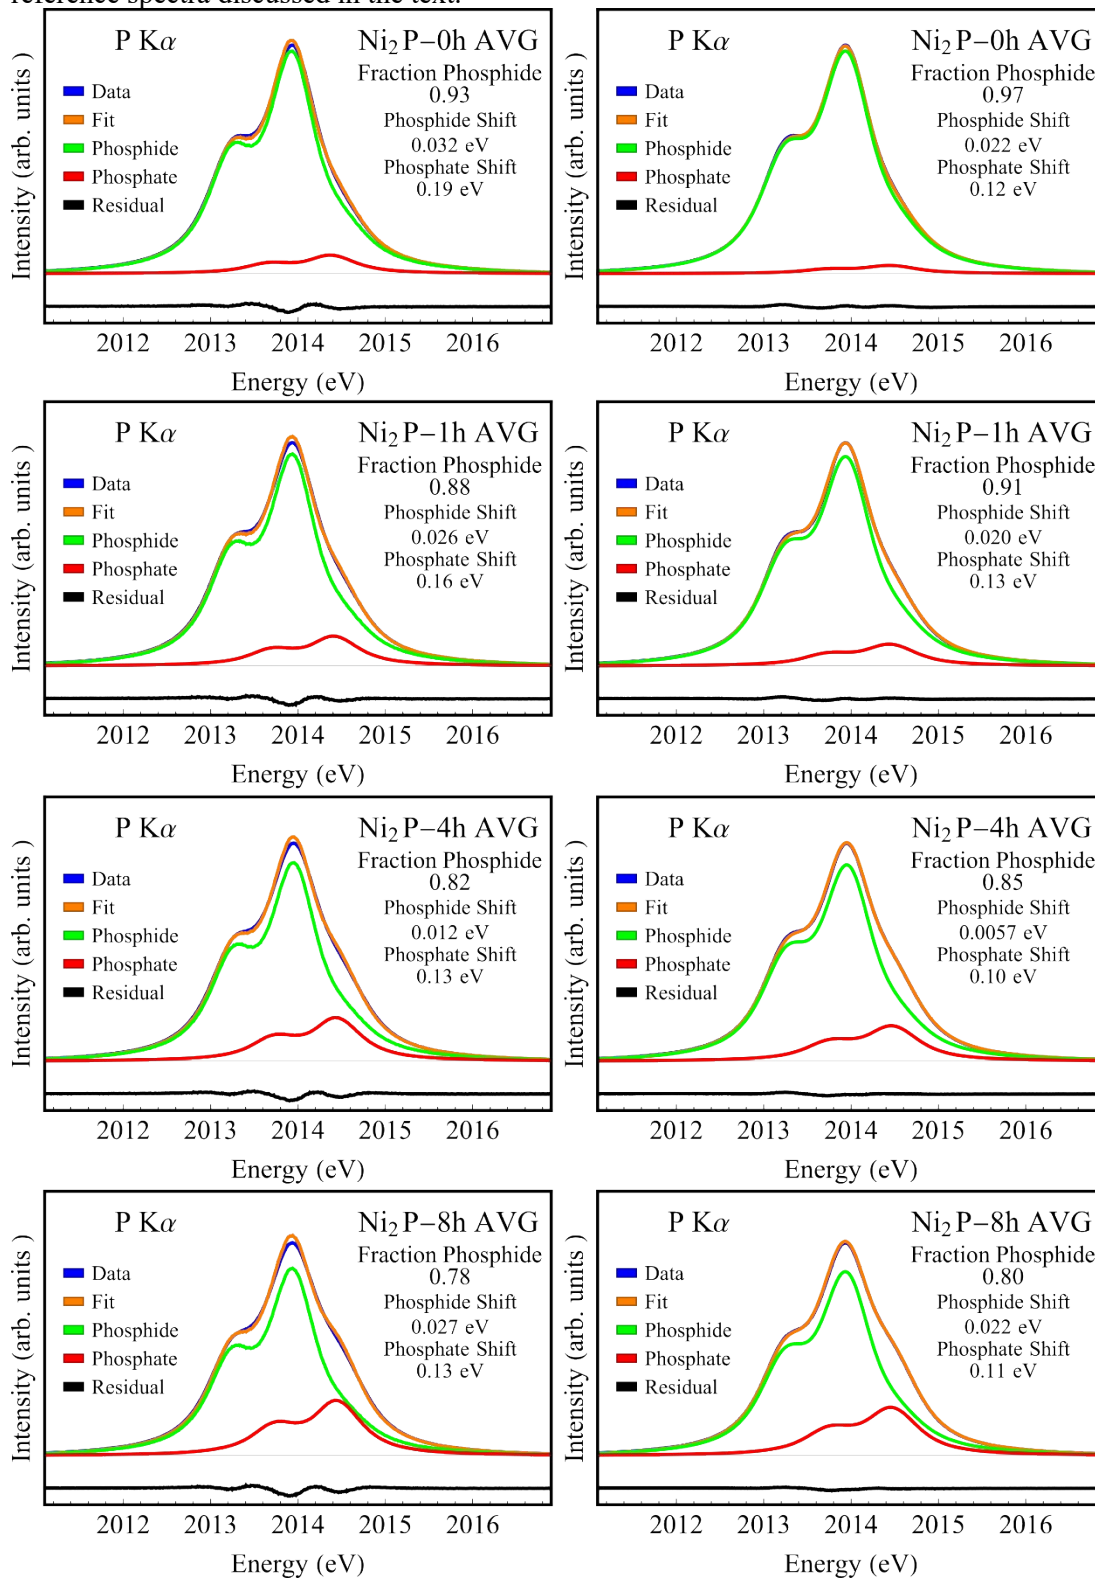 reference spectra discussed in the text.
P Kα
Ni2P−0h AVG
Fraction Phosphide
0.93
Phosphide Shift
0.032 eV
Phosphate Shift
0.19 eV
Data
Fit
Phosphide
Phosphate
Residual
Intensity (arb. units )
2012 2013 2014 2015 2016
Energy (eV)
P Kα
Ni2P−0h AVG
Fraction Phosphide
0.97
Phosphide Shift
0.022 eV
Phosphate Shift
0.12 eV
Data
Fit
Phosphide
Phosphate
Residual
Intensity (arb. units )
2012 2013 2014 2015 2016
Energy (eV)
P Kα
Ni2P−1h AVG
Fraction Phosphide
0.88
Phosphide Shift
0.026 eV
Phosphate Shift
0.16 eV
Data
Fit
Phosphide
Phosphate
Residual
Intensity (arb. units )
2012 2013 2014 2015 2016
Energy (eV)
P Kα
Ni2P−1h AVG
Fraction Phosphide
0.91
Phosphide Shift
0.020 eV
Phosphate Shift
0.13 eV
Data
Fit
Phosphide
Phosphate
Residual
Intensity (arb. units )
2012 2013 2014 2015 2016
Energy (eV)
P Kα
Ni2P−4h AVG
Fraction Phosphide
0.82
Phosphide Shift
0.012 eV
Phosphate Shift
0.13 eV
Data
Fit
Phosphide
Phosphate
Residual
Intensity (arb. units )
2012 2013 2014 2015 2016
Energy (eV)
P Kα
Ni2P−4h AVG
Fraction Phosphide
0.85
Phosphide Shift
0.0057 eV
Phosphate Shift
0.10 eV
Data
Fit
Phosphide
Phosphate
Residual
Intensity (arb. units )
2012 2013 2014 2015 2016
Energy (eV)
P Kα
Ni2P−8h AVG
Fraction Phosphide
0.78
Phosphide Shift
0.027 eV
Phosphate Shift
0.13 eV
Data
Fit
Phosphide
Phosphate
Residual
Intensity (arb. units )
2012 2013 2014 2015 2016
Energy (eV)
P Kα
Ni2P−8h AVG
Fraction Phosphide
0.80
Phosphide Shift
0.022 eV
Phosphate Shift
0.11 eV
Data
Fit
Phosphide
Phosphate
Residual
Intensity (arb. units )
2012 2013 2014 2015 2016
Energy (eV)